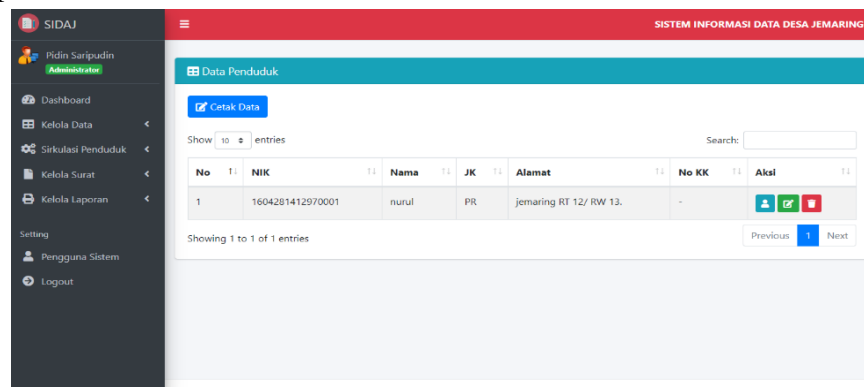 SIDAJ
SISTEM INFORMASI DATA DESA JEMARING
Pidin Saripudin
Administrator
Dashboard
Kelola Data
Sirkulasi Penduduk
Kelola Surat
Kelola Laporan
Setting
Pengguna Sistem
Logout
Data Penduduk
Cetak Data
Show 10 entries Search:
No NIK Nama JK Alamat No KK Aksi
1 1604281412970001 nurul PR jemaring RT 12/ RW 13. -
Showing 1 to 1 of 1 entries Previous 1 Next